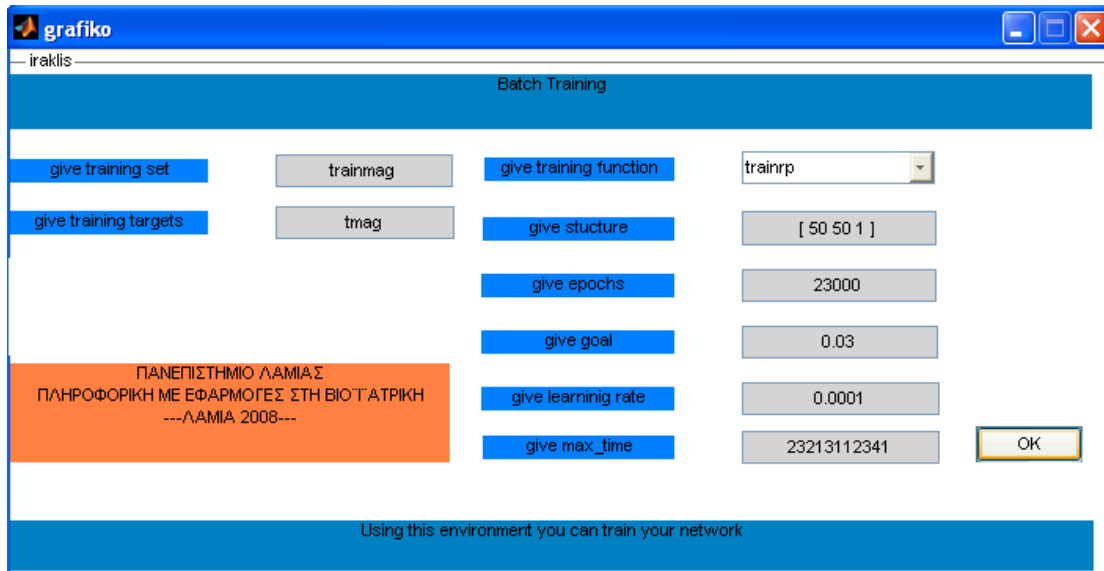 grafiko
iraklis
Batch Training
give training set
trainmag
give training function
trainrp
give training targets
tmag
give stucture
[ 50 50 1 ]
give epochs
23000
give goal
0.03
ΠΑΝΕΠΙΣΤΗΜΙΟ ΛΑΜΙΑΣ
ΠΛΗΡΟΦΟΡΙΚΗ ΜΕ ΕΦΑΡΜΟΓΕΣ ΣΤΗ ΒΙΟΪΑΤΡΙΚΗ
---ΛΑΜΙΑ 2008---
give learninig rate
0.0001
give max_time
23213112341
OK
Using this environment you can train your network